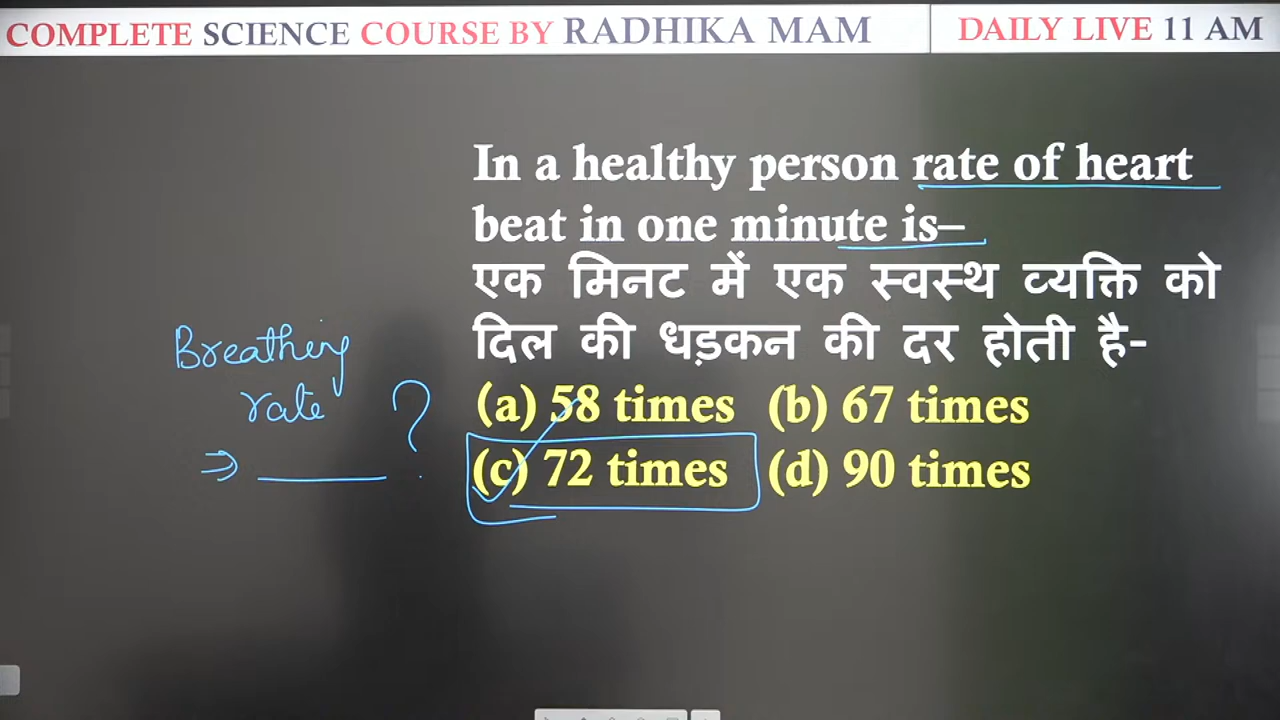 COMPLETE SCIENCE COURSE BY RADHIKA MAM
DAILY LIVE 11 AM
In a healthy person rate of heart
beat in one minute is–
एक मिनट में एक स्वस्थ व्यक्ति को
दिल की धड़कन की दर होती है-
(a) 58 times (b) 67 times
(c) 72 times (d) 90 times
Breathing
rate ?
⇒ ______